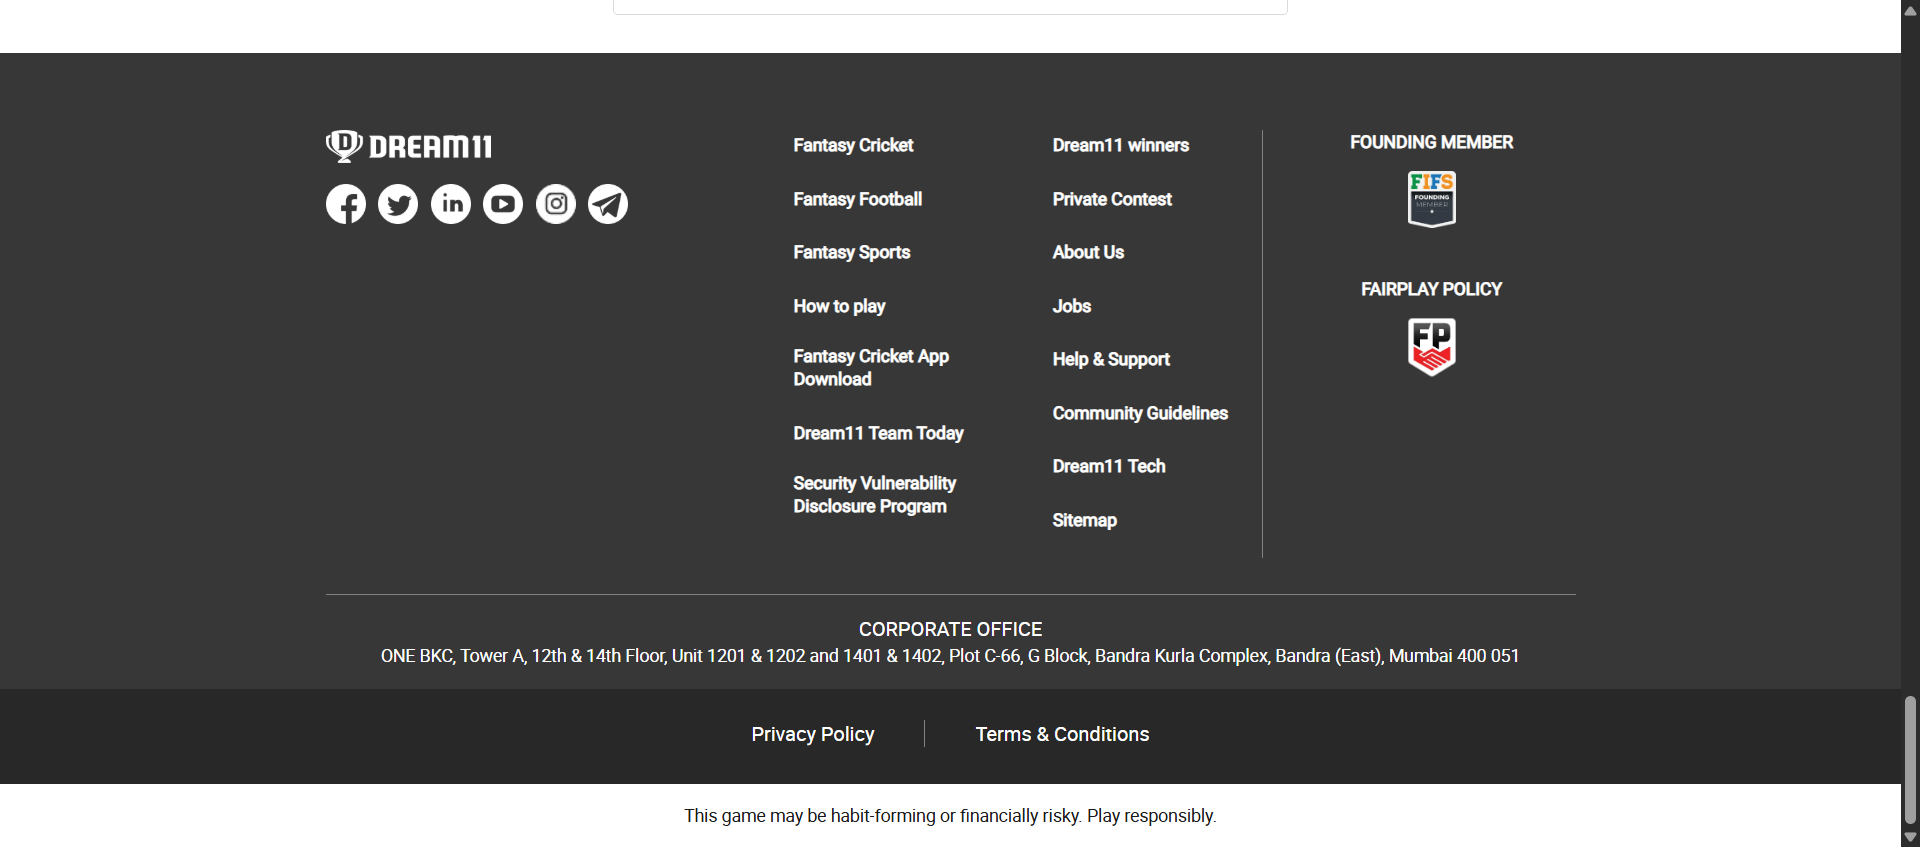 DREAM11
Fantasy Cricket
Fantasy Football
Fantasy Sports
How to play
Fantasy Cricket App
Download
Dream11 Team Today
Security Vulnerability
Disclosure Program
Dream11 winners
Private Contest
About Us
Jobs
Help & Support
Community Guidelines
Dream11 Tech
Sitemap
FOUNDING MEMBER
FIFS
FOUNDING
MEMBER
FAIRPLAY POLICY
FP
CORPORATE OFFICE
ONE BKC, Tower A, 12th & 14th Floor, Unit 1201 & 1202 and 1401 & 1402, Plot C-66, G Block, Bandra Kurla Complex, Bandra (East), Mumbai 400 051
Privacy Policy
Terms & Conditions
This game may be habit-forming or financially risky. Play responsibly.